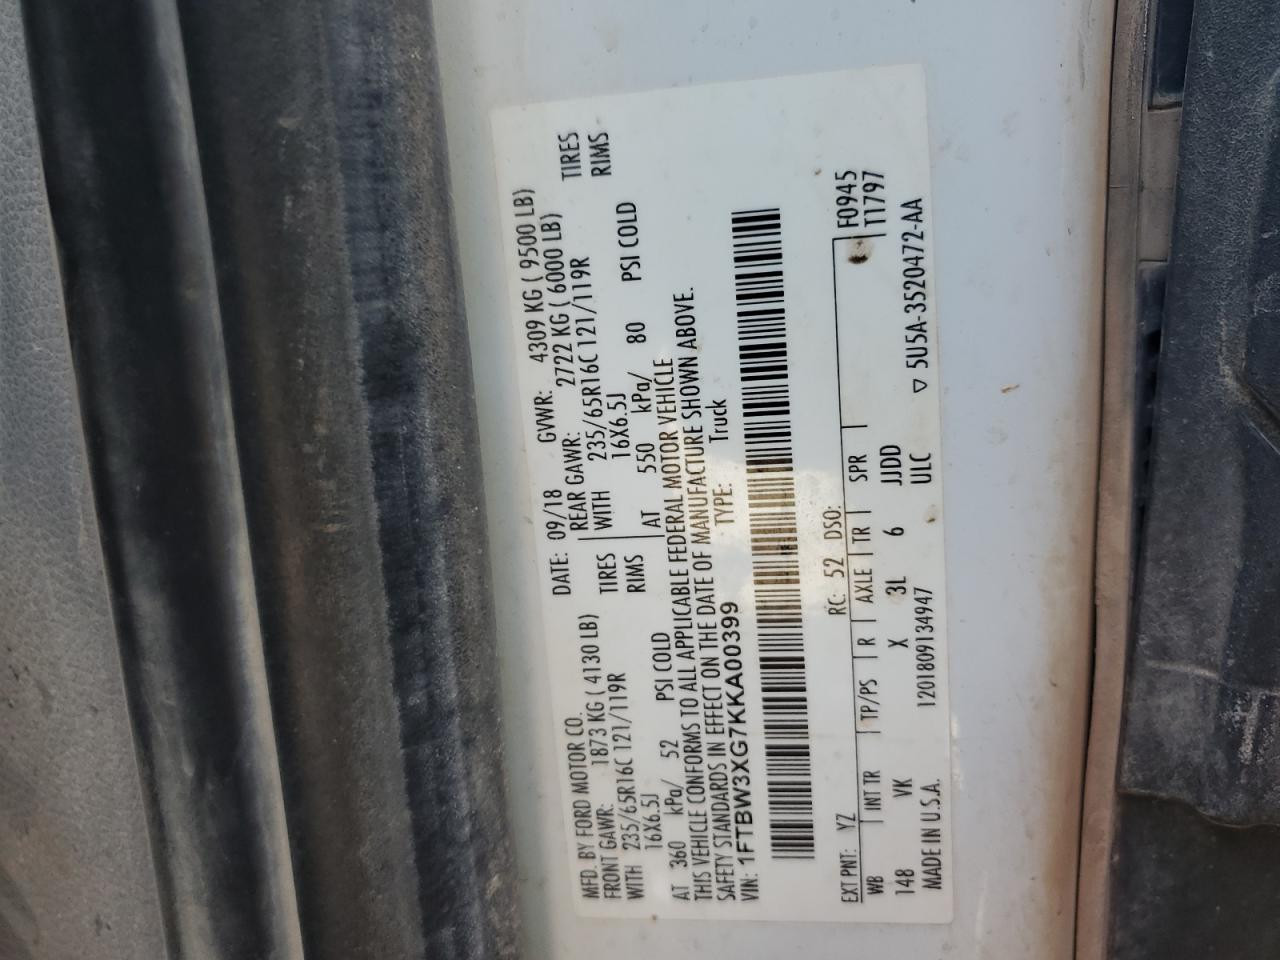 MFD. BY FORD MOTOR CO.
DATE: 09/18 GVWR: 4309 KG ( 9500 LB)
FRONT GAWR: 1873 KG ( 4130 LB) REAR GAWR: 2722 KG ( 6000 LB)
WITH 235/65R16C 121/119R TIRES WITH 235/65R16C 121/119R TIRES
16X6.5J RIMS 16X6.5J RIMS
AT 360 kPa/ 52 PSI COLD AT 550 kPa/ 80 PSI COLD
THIS VEHICLE CONFORMS TO ALL APPLICABLE FEDERAL MOTOR VEHICLE
SAFETY STANDARDS IN EFFECT ON THE DATE OF MANUFACTURE SHOWN ABOVE.
VIN: 1FTBW3XG7KKA00399 TYPE: Truck
EXT PNT: YZ RC: 52 DSO: F0945
WB INT TR TP/PS R AXLE TR SPR T1797
148 VK X 3L 6 JJDD
ULC
MADE IN U.S.A. 120180913494​7 ▽ 5U5A-3520472-AA